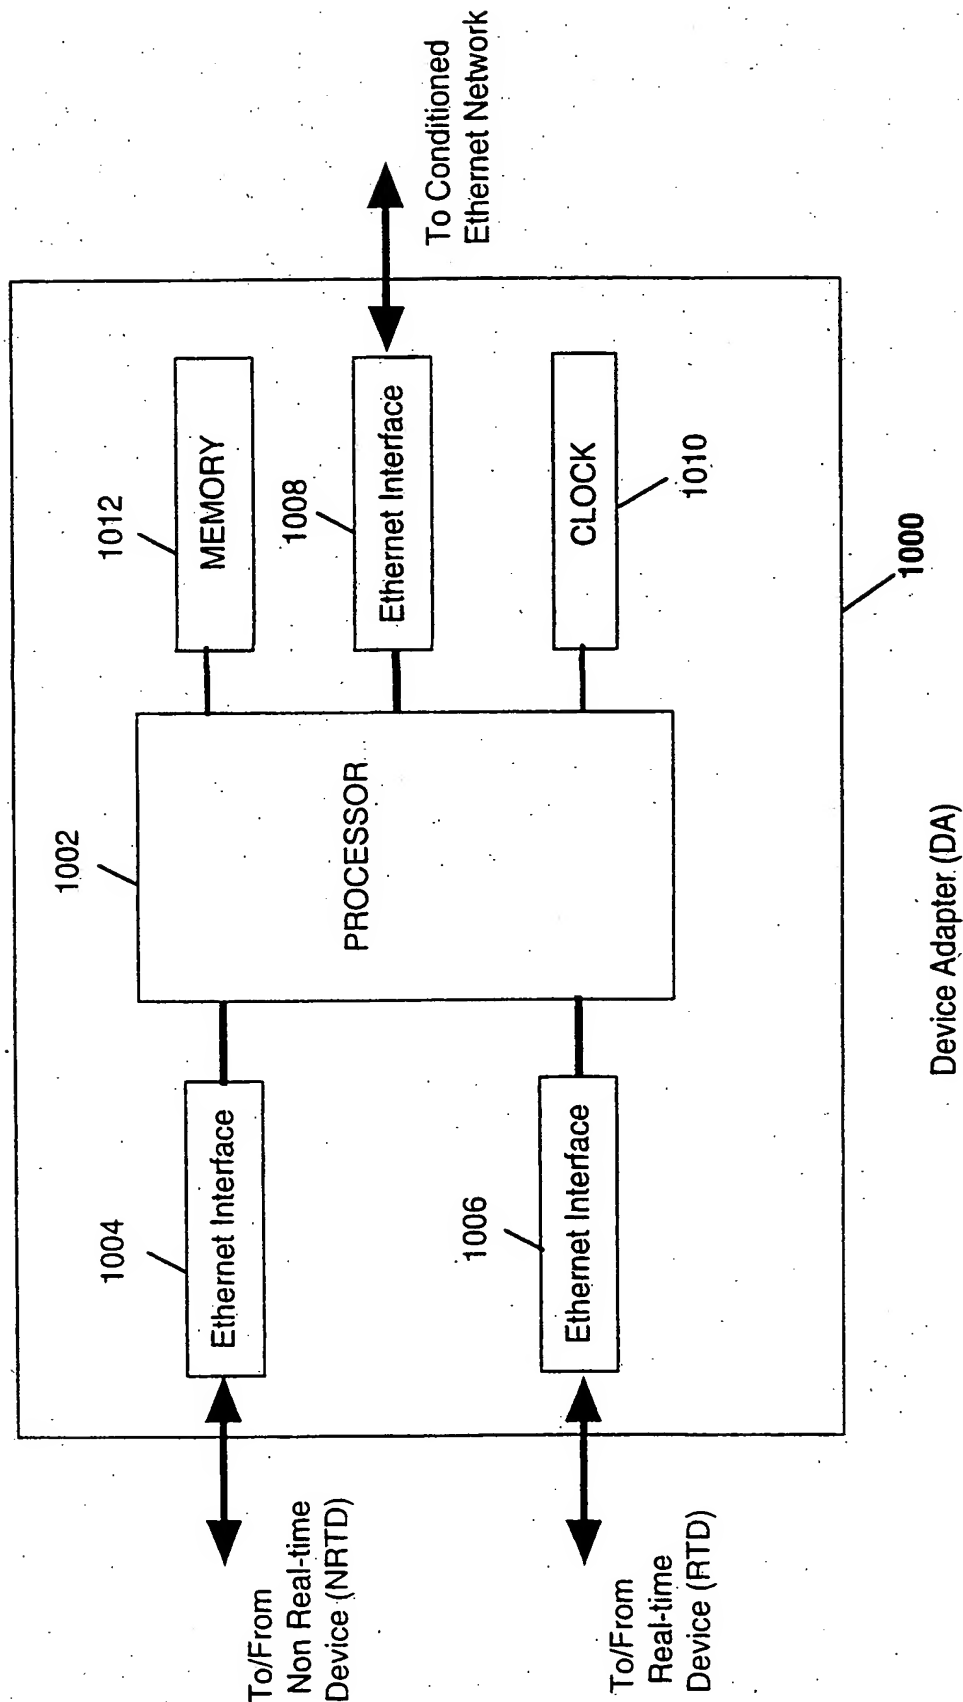 To/From
Non Real-time
Device (NRTD)
To/From
Real-time
Device (RTD)
1004
Ethernet Interface
1006
Ethernet Interface
1002
PROCESSOR
1012
MEMORY
1008
Ethernet Interface
CLOCK
1010
To Conditioned
Ethernet Network
1000
Device Adapter (DA)